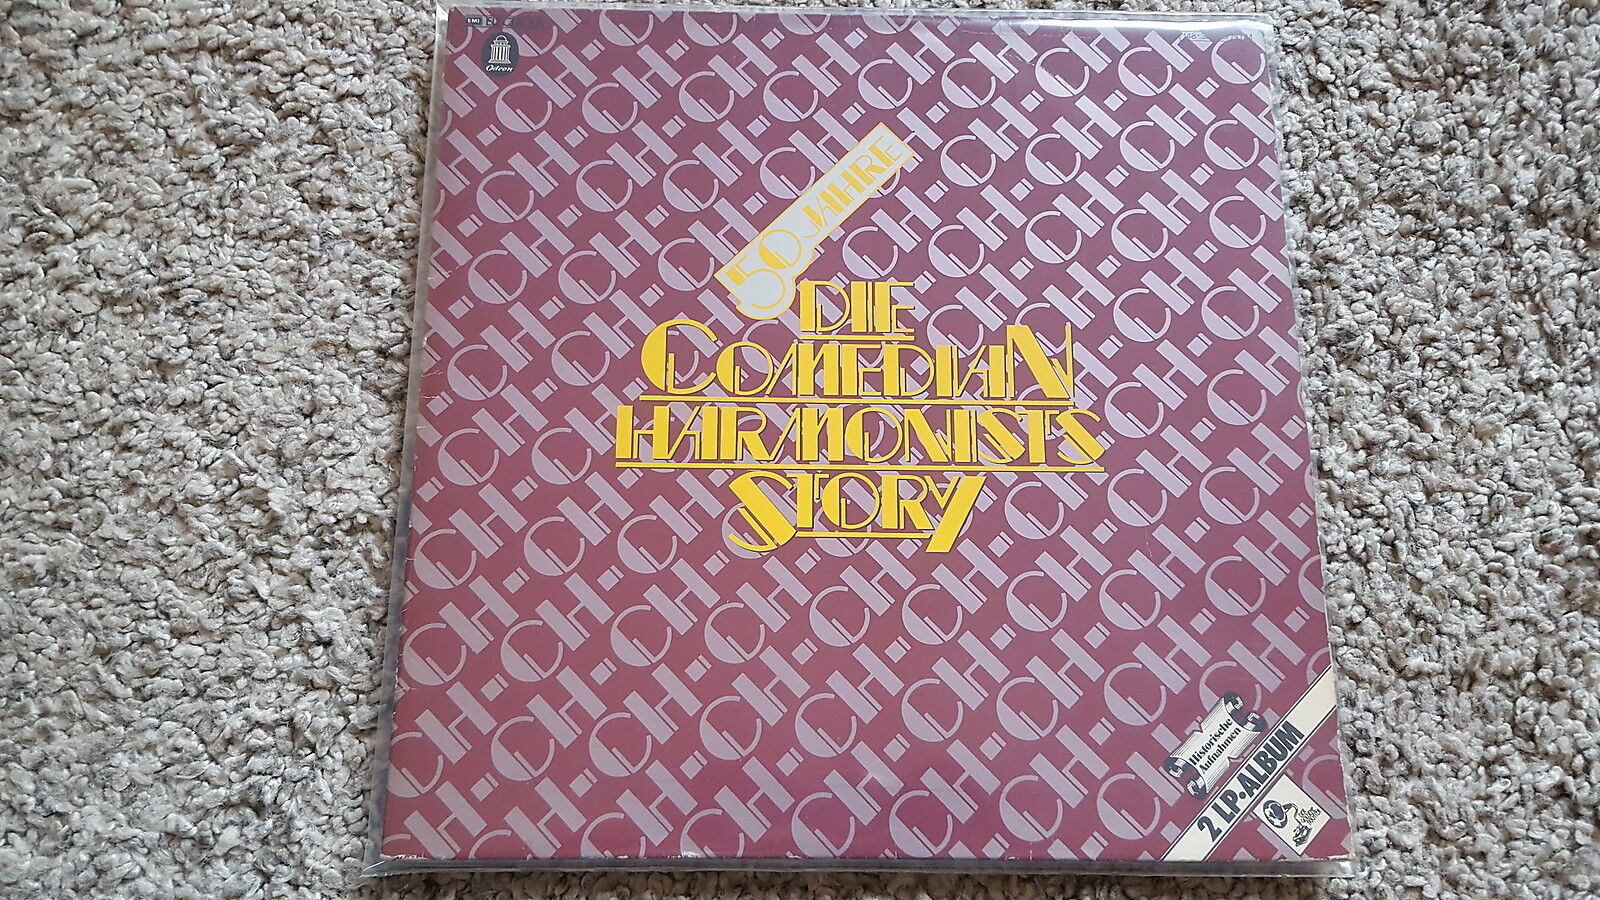 EMI
Odeon
50 JAHRE
DIE
COMEDIAN
HARMONISTS
STORY
Historische
Aufnahmen
2 LP-ALBUM